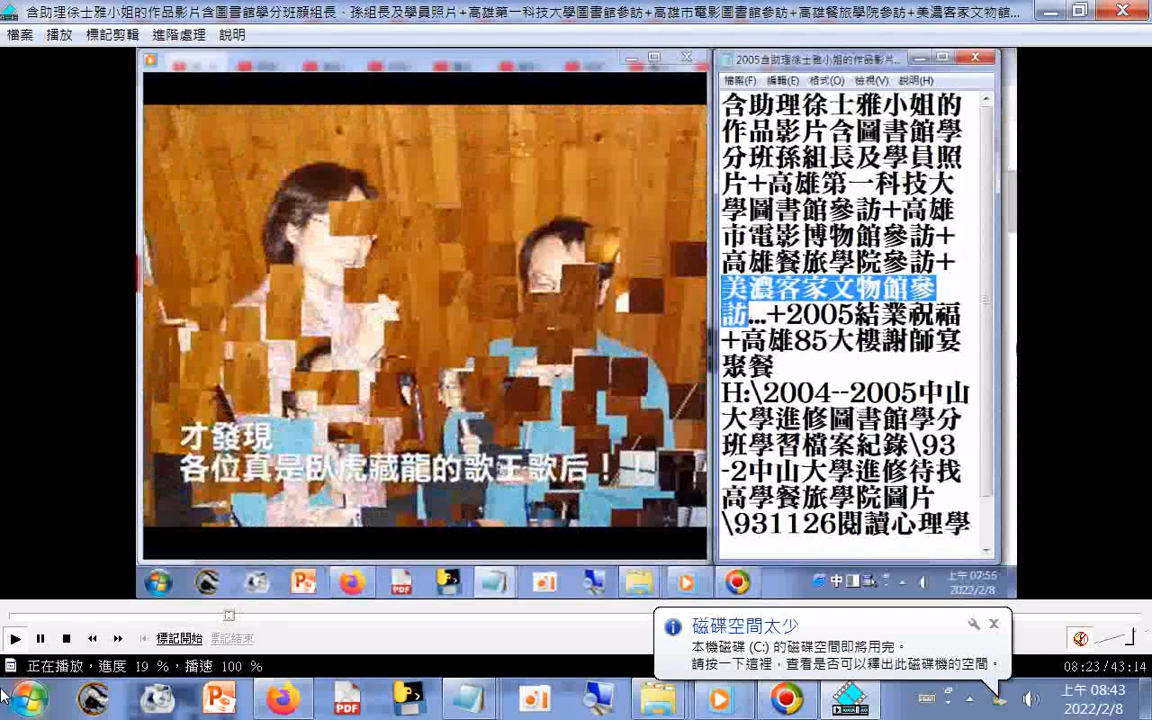 含助理徐士雅小姐的作品影片含圖書館學分班顏組長、孫組長及學員照片+高雄第一科技大學圖書館參訪+高雄市電影圖書館參訪+高雄餐旅學院參訪+美濃客家文物館...
檔案 播放 標記剪輯 進階處理 說明
2005含助理徐士雅小姐的作品影片...
檔案(F) 編輯(E) 格式(O) 檢視(V) 說明(H)
含助理徐士雅小姐的
作品影片含圖書館學
分班孫組長及學員照
片+高雄第一科技大
學圖書館參訪+高雄
市電影博物館參訪+
高雄餐旅學院參訪+
美濃客家文物館參
訪...+2005結業祝福
+高雄85大樓謝師宴
聚餐
H:\2004--2005中山
大學進修圖書館學分
班學習檔案紀錄\93
-2中山大學進修待找
高學餐旅學院圖片
\931126閱讀心理學
才發現
各位真是臥虎藏龍的歌王歌后！
中
上午 07:56
2022/2/8
標記開始 標記結束
磁碟空間太少
本機磁碟 (C:) 的磁碟空間即將用完。
請按一下這裡，查看是否可以釋出此磁碟機的空間。
正在播放，進度 19 %，播速 100 %
08:23/43:14
上午 08:43
2022/2/8